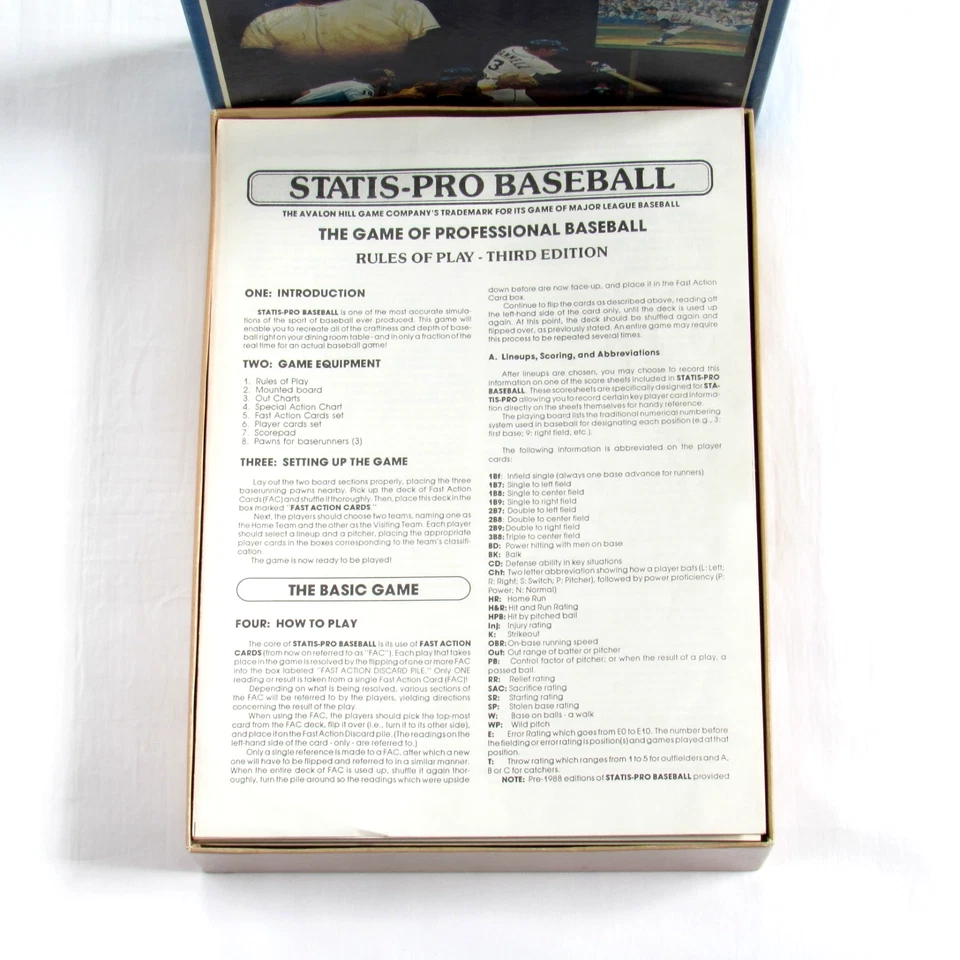 3
STATIS-PRO BASEBALL
THE AVALON HILL GAME COMPANY'S TRADEMARK FOR ITS GAME OF MAJOR LEAGUE BASEBALL
THE GAME OF PROFESSIONAL BASEBALL
RULES OF PLAY - THIRD EDITION
ONE: INTRODUCTION
STATIS-PRO BASEBALL is one of the most accurate simula-
tions of the sport of baseball ever produced. This game will
enable you to recreate all of the craftiness and depth of base-
ball right on your dining room table - and in only a fraction of the
real time for an actual baseball game!
TWO: GAME EQUIPMENT
1. Rules of Play
2. Mounted board
3. Out Charts
4. Special Action Chart
5. Fast Action Cards set
6. Player cards set
7. Scorepad
8. Pawns for baserunners (3)
THREE: SETTING UP THE GAME
Lay out the two board sections properly, placing the three
baserunning pawns nearby. Pick up the deck of Fast Action
Cards (FAC) and shuffle it thoroughly. Then, place this deck in the
box marked "FAST ACTION CARDS."
Next, the players should choose two teams, naming one as
the Home Team and the other as the Visiting Team. Each player
should select a lineup and a pitcher, placing the appropriate
player cards in the boxes corresponding to the team's classifi-
cation.
The game is now ready to be played!
THE BASIC GAME
FOUR: HOW TO PLAY
The core of STATIS-PRO BASEBALL is its use of FAST ACTION
CARDS (from now on referred to as "FAC"). Each play that takes
place in the game is resolved by the flipping of one or more FAC
into the box labeled "FAST ACTION DISCARD PILE." Only ONE
reading or result is taken from a single Fast Action Card (FAC)!
Depending on what is being resolved, various sections of
the FAC will be referred to by the players, yielding directions
concerning the result of the play.
When using the FAC, the players should pick the top-most
card from the FAC deck, flip it over (i.e., turn it to its other side),
and place it on the Fast Action Discard pile. (The readings on the
left-hand side of the card - only - are referred to.)
Only a single reference is made to a FAC, after which a new
one will have to be flipped and referred to in a similar manner.
When the entire deck of FAC is used up, shuffle it again thor-
oughly, turn the pile around so the readings which were upside
down before are now face-up, and place it in the Fast Action
Card box.
Continue to flip the cards as described above, reading off
the left-hand side of the card only, until the deck is used up
again. At this point, the deck should be shuffled again and
flipped over, as previously stated. An entire game may require
this process to be repeated several times.
A. Lineups, Scoring, and Abbreviations
After lineups are chosen, you may choose to record this
information on one of the score sheets included in STATIS-PRO
BASEBALL. These scoresheets are specifically designed for STA-
TIS-PRO allowing you to record certain key player card informa-
tion directly on the sheets themselves for handy reference.
The playing board lists the traditional numerical numbering
system used in baseball for designating each position (e.g., 3:
first base; 9: right field, etc.).
The following information is abbreviated on the player
cards:
1Bf: Infield single (always one base advance for runners)
1B7: Single to left field
1B8: Single to center field
1B9: Single to right field
2B7: Double to left field
2B8: Double to center field
2B9: Double to right field
3B8: Triple to center field
BD: Power hitting with men on base
BK: Balk
CD: Defense ability in key situations
Cht: Two letter abbreviation showing how a player bats (L: Left;
R: Right; S: Switch; P: Pitcher), followed by power proficiency (P:
Power; N: Normal)
HR: Home Run
H&R: Hit and Run Rating
HPB: Hit by pitched ball
Inj: Injury rating
K: Strikeout
OBR: On-base running speed
Out: Out range of batter or pitcher
PB: Control factor of pitcher; or when the result of a play, a
passed ball.
RR: Relief rating
SAC: Sacrifice rating
SR: Starting rating
SP: Stolen base rating
W: Base on balls - a walk
WP: Wild pitch
E: Error Rating which goes from E0 to E10. The number before
the fielding or error rating is position(s) and games played at that
position.
T: Throw rating which ranges from 1 to 5 for outfielders and A,
B or C for catchers.
NOTE: Pre-1988 editions of STATIS-PRO BASEBALL provided